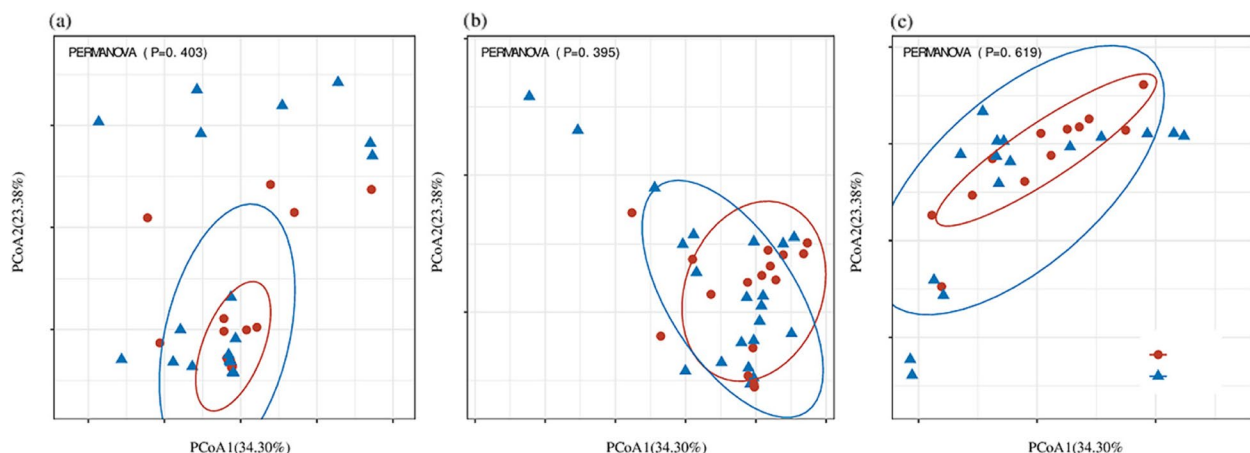 (a)
PERMANOVA (P=0.403)
PCoA2(23.38%)
PCoA1(34.30%)
(b)
PERMANOVA (P=0.395)
PCoA2(23.38%)
PCoA1(34.30%)
(c)
PERMANOVA (P=0.619)
PCoA2(23.38%)
PCoA1(34.30%